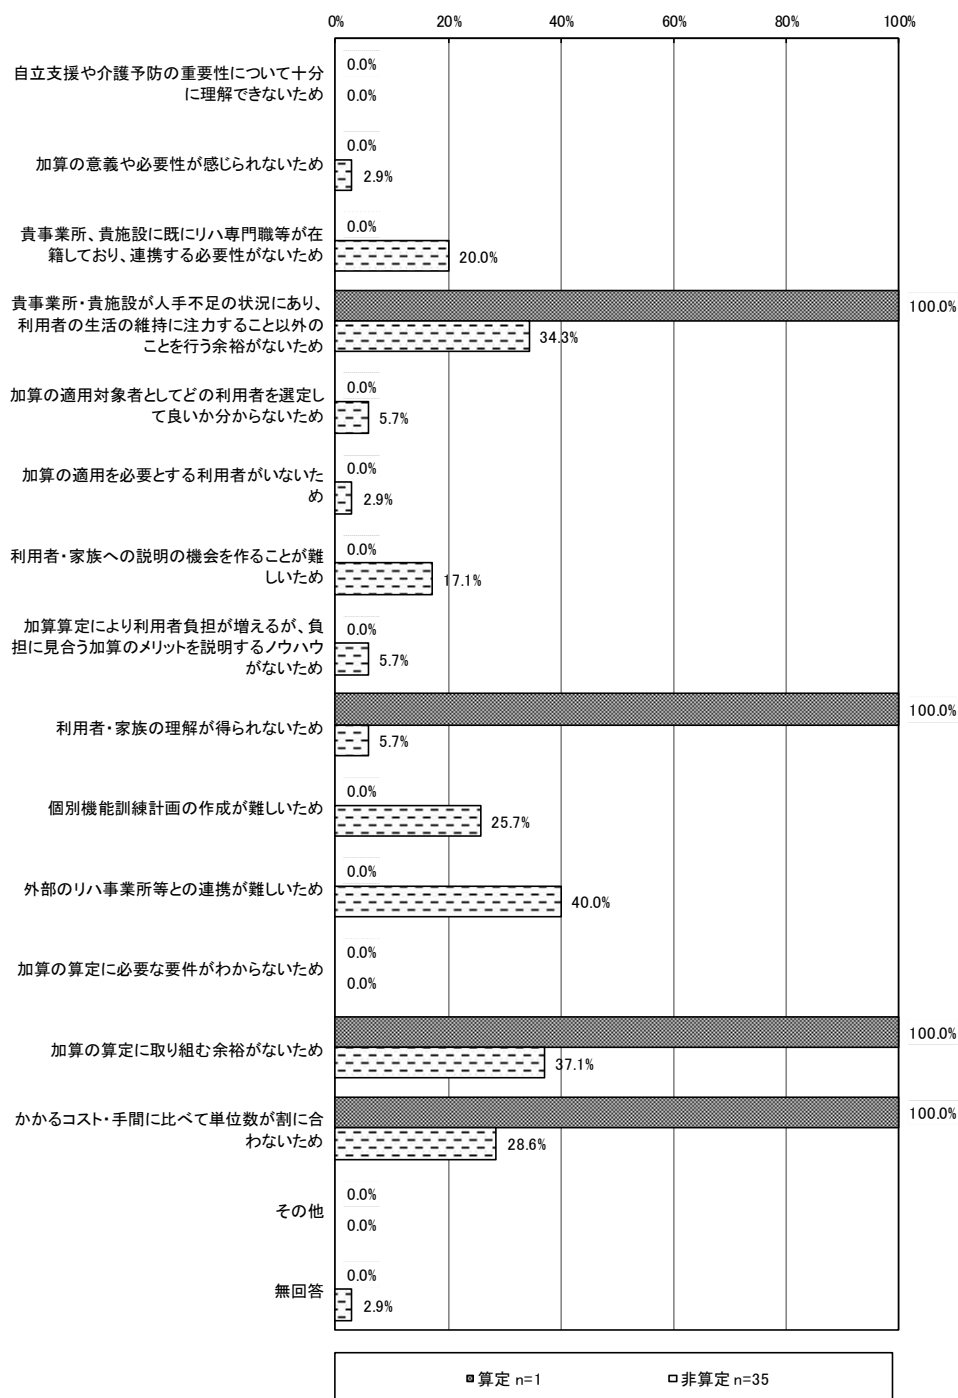 0% 20% 40% 60% 80% 100%
自立支援や介護予防の重要性について十分
に理解できないため
0.0%
0.0%
加算の意義や必要性が感じられないため
0.0%
2.9%
貴事業所、貴施設に既にリハ専門職等が在
籍しており、連携する必要性がないため
0.0%
20.0%
貴事業所・貴施設が人手不足の状況にあり、
利用者の生活の維持に注力すること以外の
ことを行う余裕がないため
100.0%
34.3%
加算の適用対象者としてどの利用者を選定し
て良いか分からないため
0.0%
5.7%
加算の適用を必要とする利用者がいないた
め
0.0%
2.9%
利用者・家族への説明の機会を作ることが難
しいため
0.0%
17.1%
加算算定により利用者負担が増えるが、負
担に見合う加算のメリットを説明するノウハウ
がないため
0.0%
5.7%
利用者・家族の理解が得られないため
100.0%
5.7%
個別機能訓練計画の作成が難しいため
0.0%
25.7%
外部のリハ事業所等との連携が難しいため
0.0%
40.0%
加算の算定に必要な要件がわからないため
0.0%
0.0%
加算の算定に取り組む余裕がないため
100.0%
37.1%
かかるコスト・手間に比べて単位数が割に合
わないため
100.0%
28.6%
その他
0.0%
0.0%
無回答
0.0%
2.9%
算定 n=1 非算定 n=35